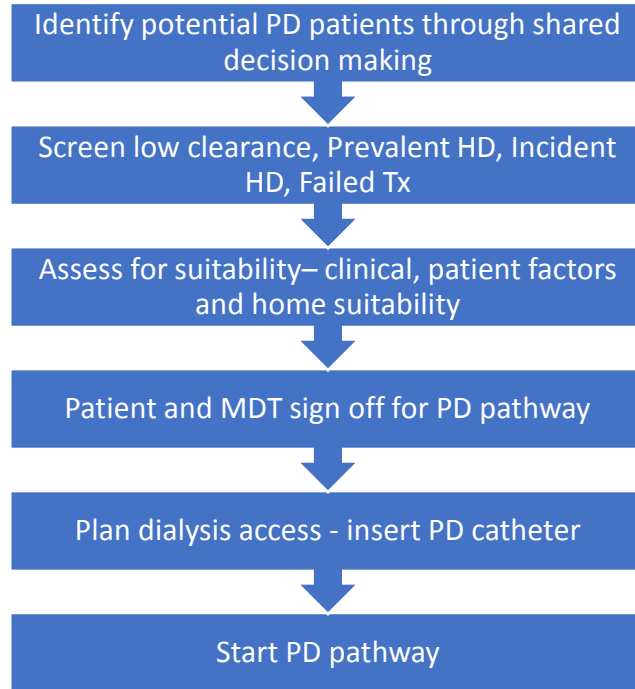 Identify potential PD patients through shared
decision making
Screen low clearance, Prevalent HD, Incident
HD, Failed Tx
Assess for suitability– clinical, patient factors
and home suitability
Patient and MDT sign off for PD pathway
Plan dialysis access - insert PD catheter
Start PD pathway